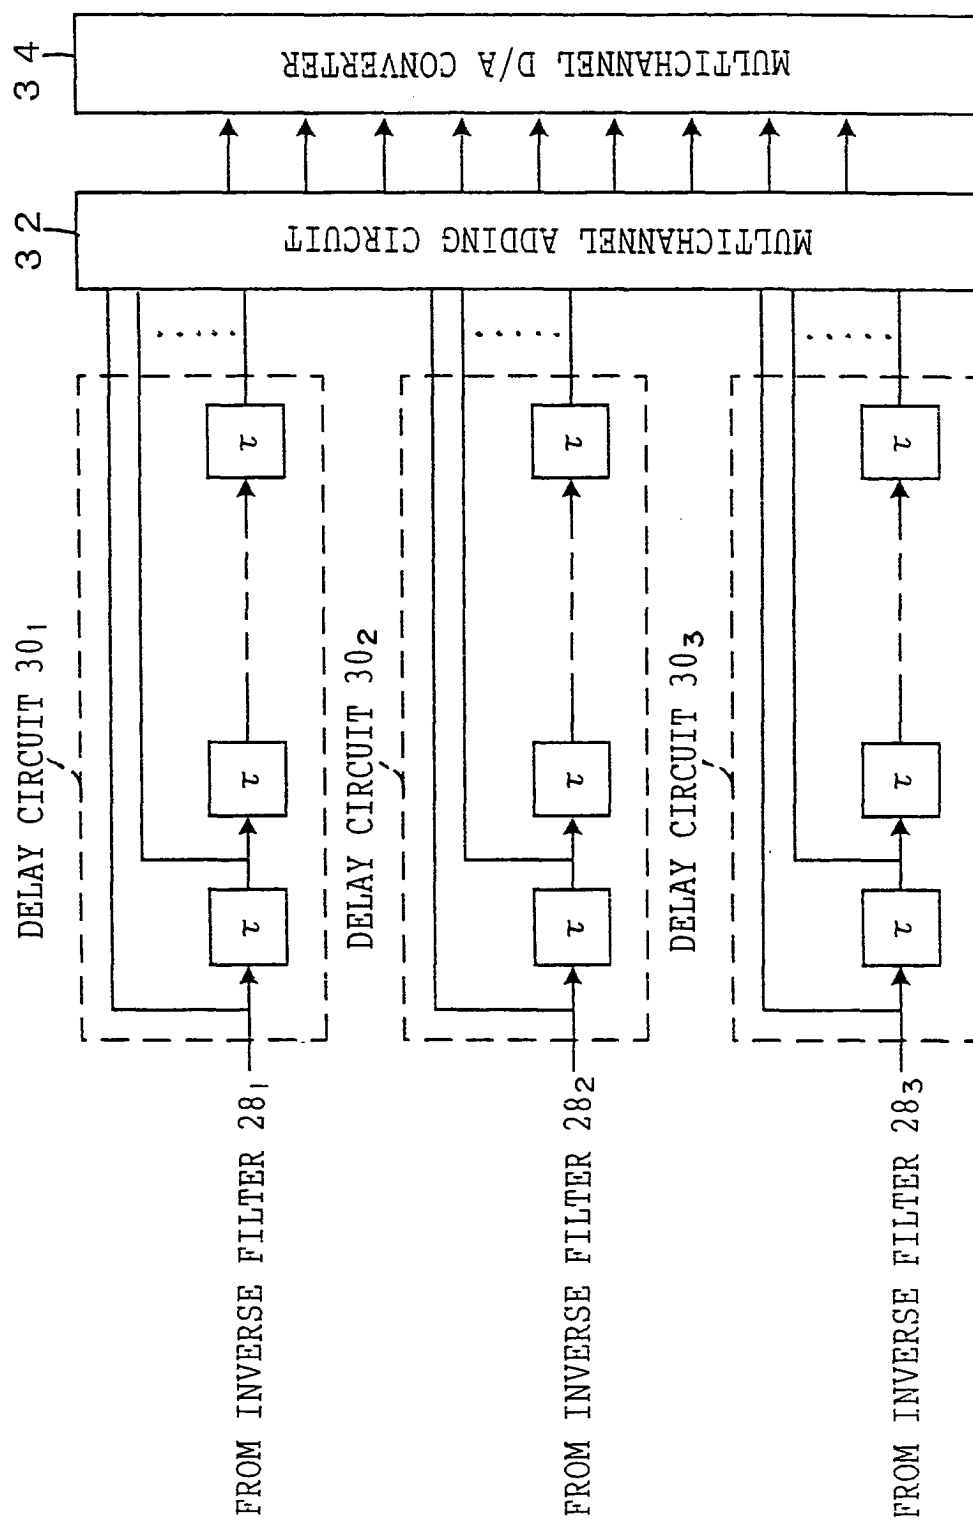 34
MULTICHANNEL D/A CONVERTER
32
MULTICHANNEL ADDING CIRCUIT
DELAY CIRCUIT 30₁
τ
τ
τ
FROM INVERSE FILTER 28₁
DELAY CIRCUIT 30₂
τ
τ
τ
FROM INVERSE FILTER 28₂
DELAY CIRCUIT 30₃
τ
τ
τ
FROM INVERSE FILTER 28₃